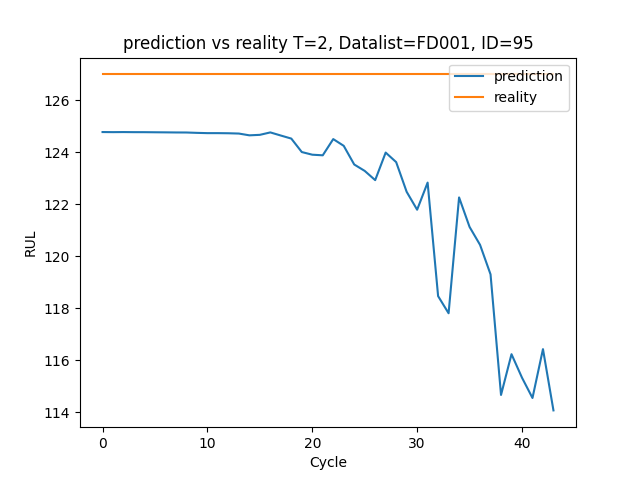 prediction vs reality T=2, Datalist=FD001, ID=95
prediction
reality
126
124
122
120
118
116
114
RUL
0 10 20 30 40
Cycle